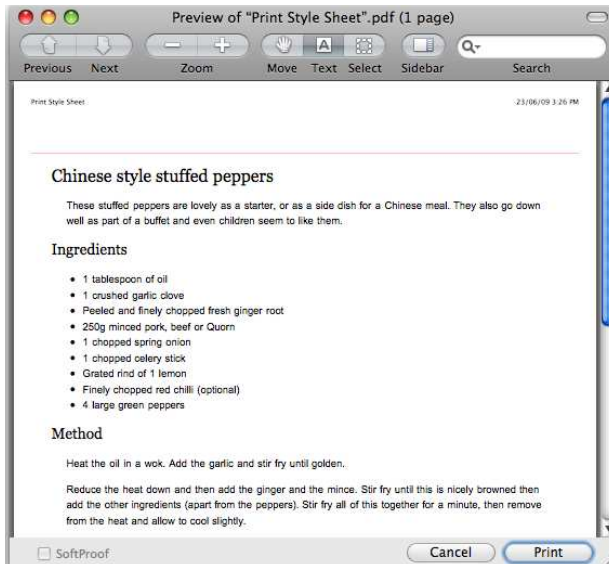 Preview of “Print Style Sheet”.pdf (1 page)
Previous Next Zoom Move Text Select Sidebar Search
Print Style Sheet 23/06/09 3:26 PM
Chinese style stuffed peppers
These stuffed peppers are lovely as a starter, or as a side dish for a Chinese meal. They also go down
well as part of a buffet and even children seem to like them.
Ingredients
• 1 tablespoon of oil
• 1 crushed garlic clove
• Peeled and finely chopped fresh ginger root
• 250g minced pork, beef or Quorn
• 1 chopped spring onion
• 1 chopped celery stick
• Grated rind of 1 lemon
• Finely chopped red chilli (optional)
• 4 large green peppers
Method
Heat the oil in a wok. Add the garlic and stir fry until golden.
Reduce the heat down and then add the ginger and the mince. Stir fry until this is nicely browned then
add the other ingredients (apart from the peppers). Stir fry all of this together for a minute, then remove
from the heat and allow to cool slightly.
SoftProof Cancel Print